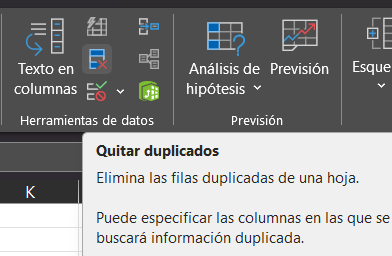 Texto en
columnas
Análisis de
hipótesis
Previsión
Esque
Herramientas de datos
Previsión
Quitar duplicados
Elimina las filas duplicadas de una hoja.
Puede especificar las columnas en las que se
buscará información duplicada.
K